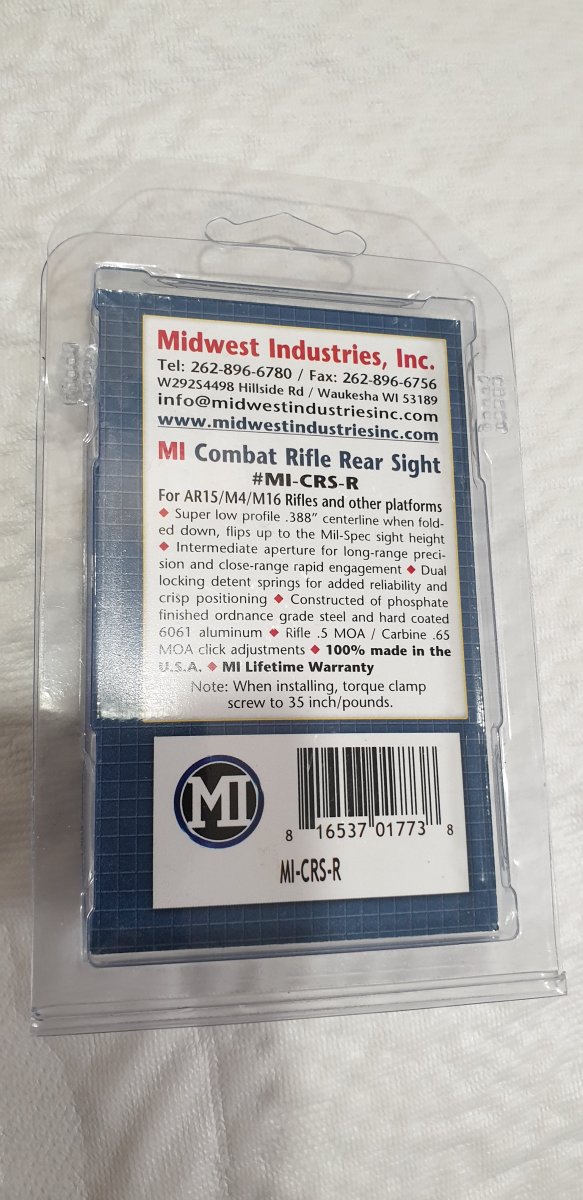 Midwest Industries, Inc.
Tel: 262-896-6780 / Fax: 262-896-6756
W292S4498 Hillside Rd / Waukesha WI 53189
info@midwestindustriesinc.com
www.midwestindustriesinc.com
MI Combat Rifle Rear Sight
#MI-CRS-R
For AR15/M4/M16 Rifles and other platforms
◆ Super low profile .388” centerline when fold-
ed down, flips up to the Mil-Spec sight height
◆ Intermediate aperture for long-range preci-
sion and close-range rapid engagement ◆ Dual
locking detent springs for added reliability and
crisp positioning ◆ Constructed of phosphate
finished ordnance grade steel and hard coated
6061 aluminum ◆ Rifle .5 MOA / Carbine .65
MOA click adjustments ◆ 100% made in the
U.S.A. ◆ MI Lifetime Warranty
Note: When installing, torque clamp
screw to 35 inch/pounds.
MI
8 16537 01773 8
MI-CRS-R